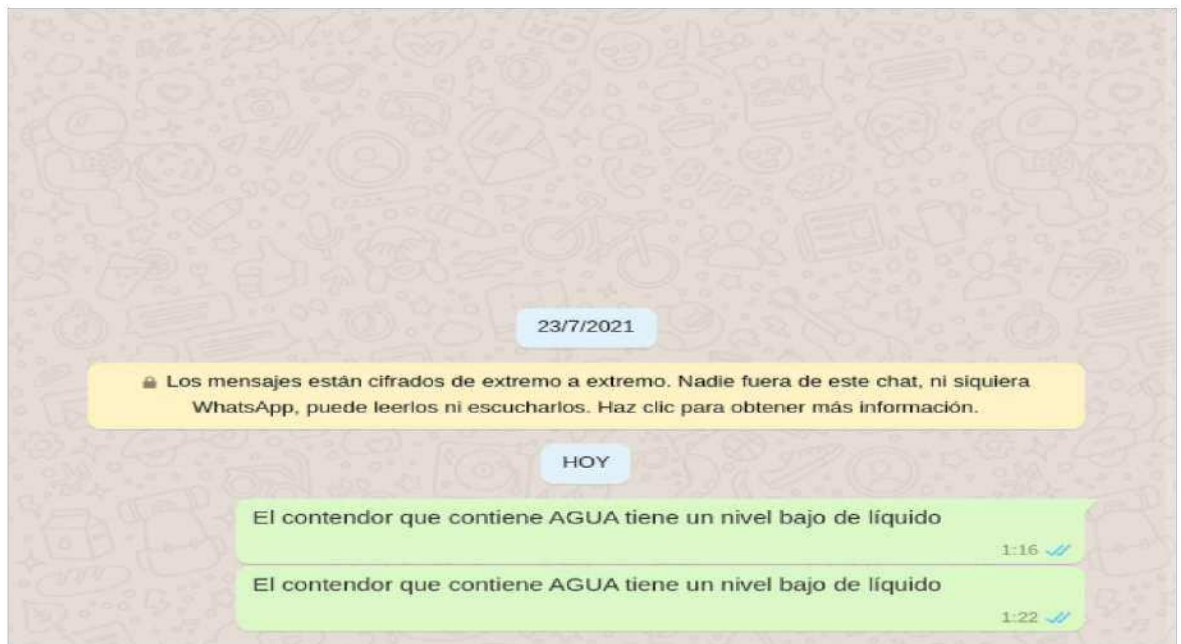 23/7/2021
Los mensajes están cifrados de extremo a extremo. Nadie fuera de este chat, ni siquiera
WhatsApp, puede leerlos ni escucharlos. Haz clic para obtener más información.
HOY
El contendor que contiene AGUA tiene un nivel bajo de líquido
1:16
El contendor que contiene AGUA tiene un nivel bajo de líquido
1:22